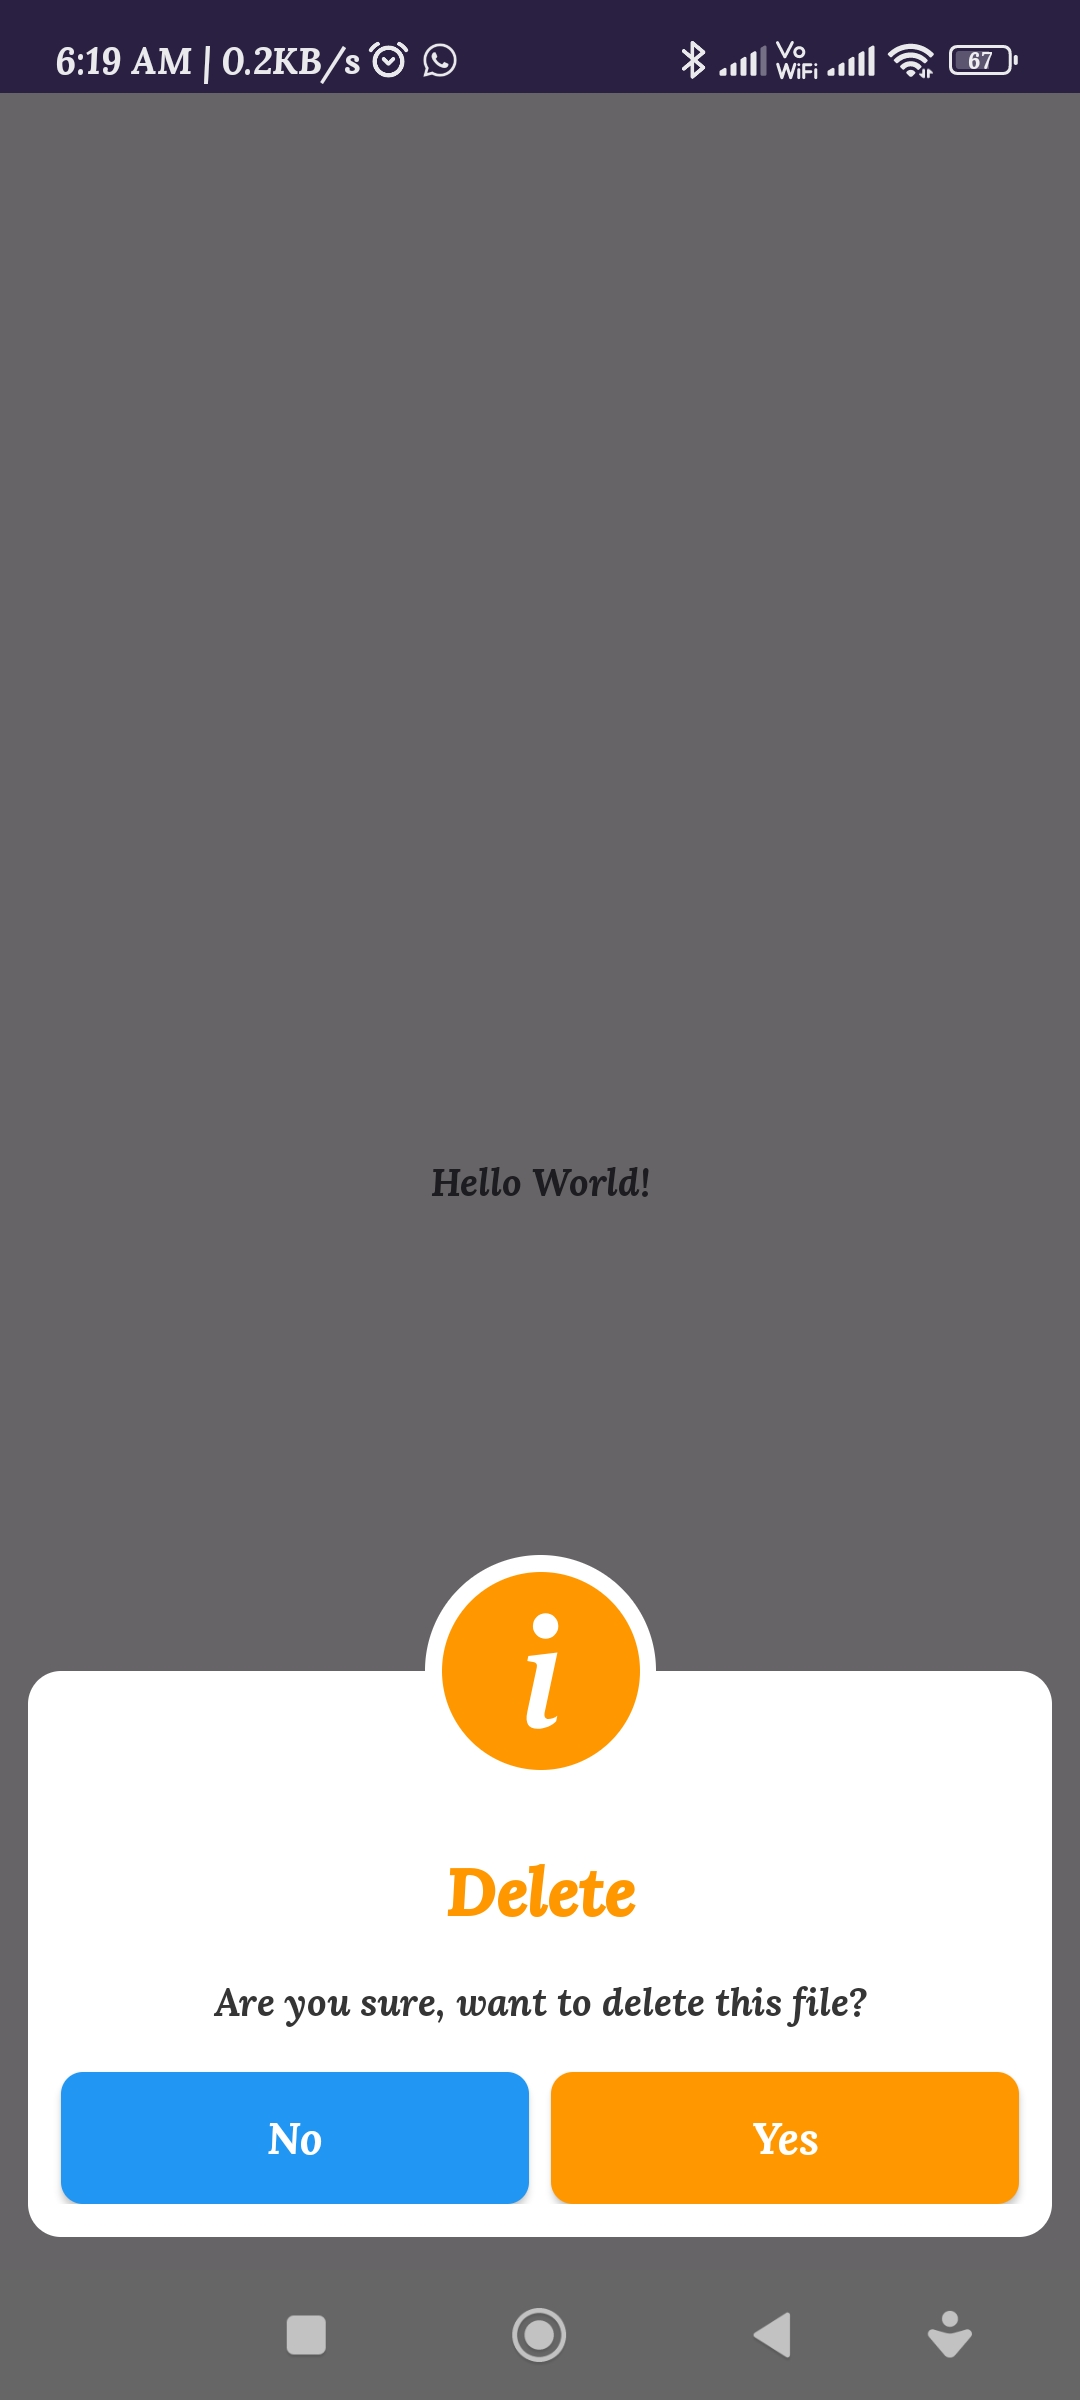 6:19 AM | 0.2KB/s
Vo
WiFi
67
Hello World!
i
Delete
Are you sure, want to delete this file?
No
Yes